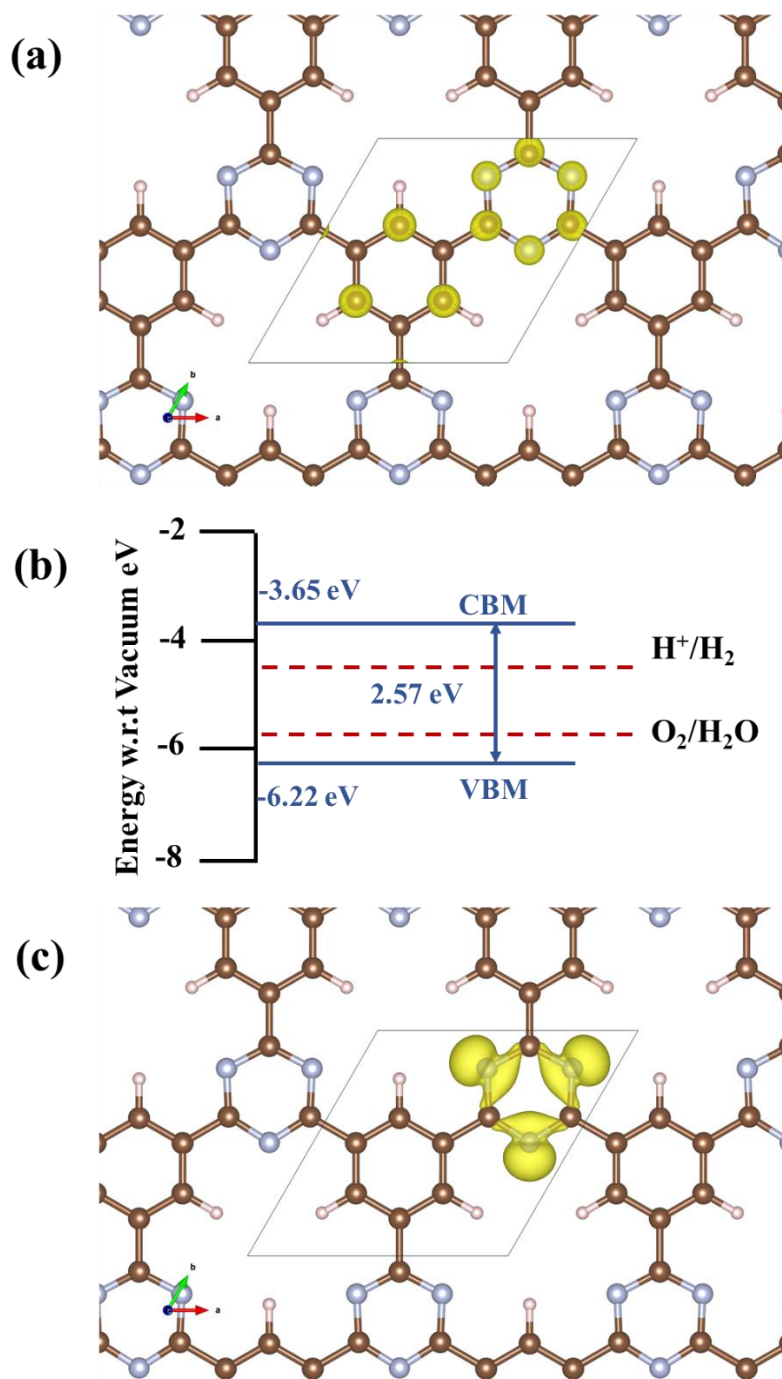 (a)
b
a
(b)
Energy w.r.t Vacuum eV
-2
-4
-6
-8
-3.65 eV
CBM
H⁺/H₂
2.57 eV
O₂/H₂O
-6.22 eV
VBM
(c)
b
a